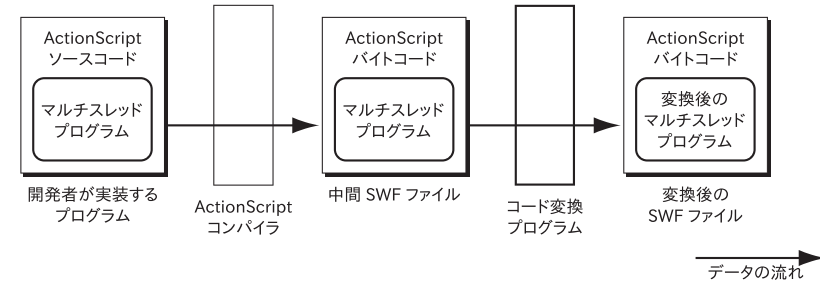 ActionScript
ソースコード
マルチスレッド
プログラム
開発者が実装する
プログラム
ActionScript
コンパイラ
ActionScript
バイトコード
マルチスレッド
プログラム
中間 SWF ファイル
コード変換
プログラム
ActionScript
バイトコード
変換後の
マルチスレッド
プログラム
変換後の
SWF ファイル
データの流れ